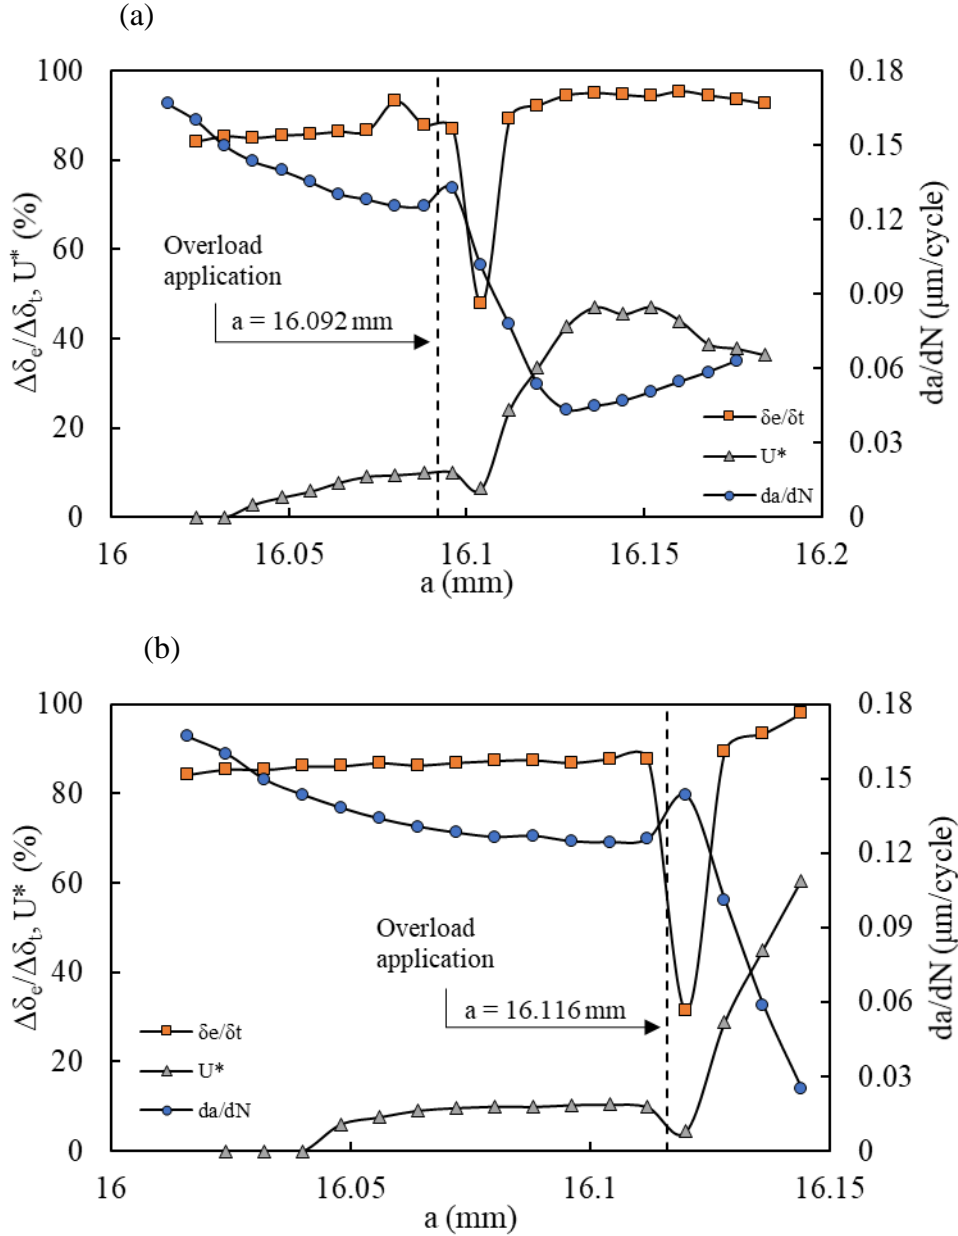 (a)
100
80
60
40
20
0
Δδe/Δδt, U* (%)
0.18
0.15
0.12
0.09
0.06
0.03
0
da/dN (μm/cycle)
Overload
application
a = 16.092 mm
δe/δt
U*
da/dN
16
16.05
16.1
16.15
16.2
a (mm)
(b)
100
80
60
40
20
0
Δδe/Δδt, U* (%)
0.18
0.15
0.12
0.09
0.06
0.03
0
da/dN (μm/cycle)
Overload
application
a = 16.116 mm
δe/δt
U*
da/dN
16
16.05
16.1
16.15
a (mm)